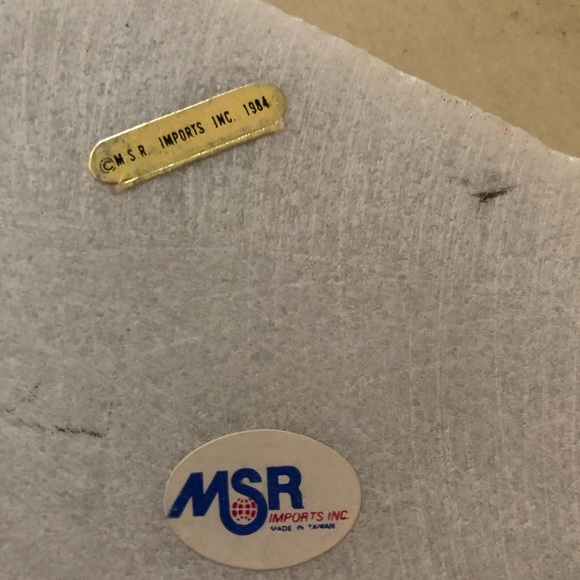 ©M.S.R. IMPORTS INC. 1984
MSR
IMPORTS INC.
MADE IN TAIWAN